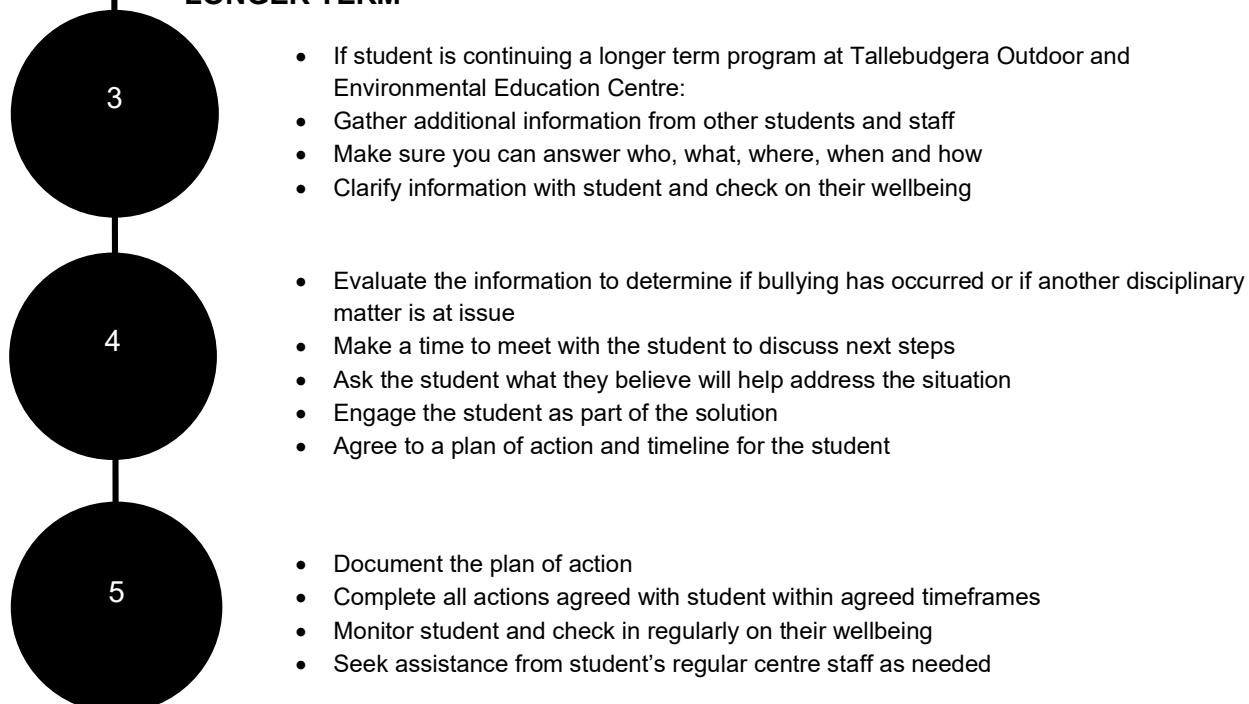 LONGER TERM
3
• If student is continuing a longer term program at Tallebudgera Outdoor and
Environmental Education Centre:
• Gather additional information from other students and staff
• Make sure you can answer who, what, where, when and how
• Clarify information with student and check on their wellbeing
4
• Evaluate the information to determine if bullying has occurred or if another disciplinary
matter is at issue
• Make a time to meet with the student to discuss next steps
• Ask the student what they believe will help address the situation
• Engage the student as part of the solution
• Agree to a plan of action and timeline for the student
5
• Document the plan of action
• Complete all actions agreed with student within agreed timeframes
• Monitor student and check in regularly on their wellbeing
• Seek assistance from student’s regular centre staff as needed